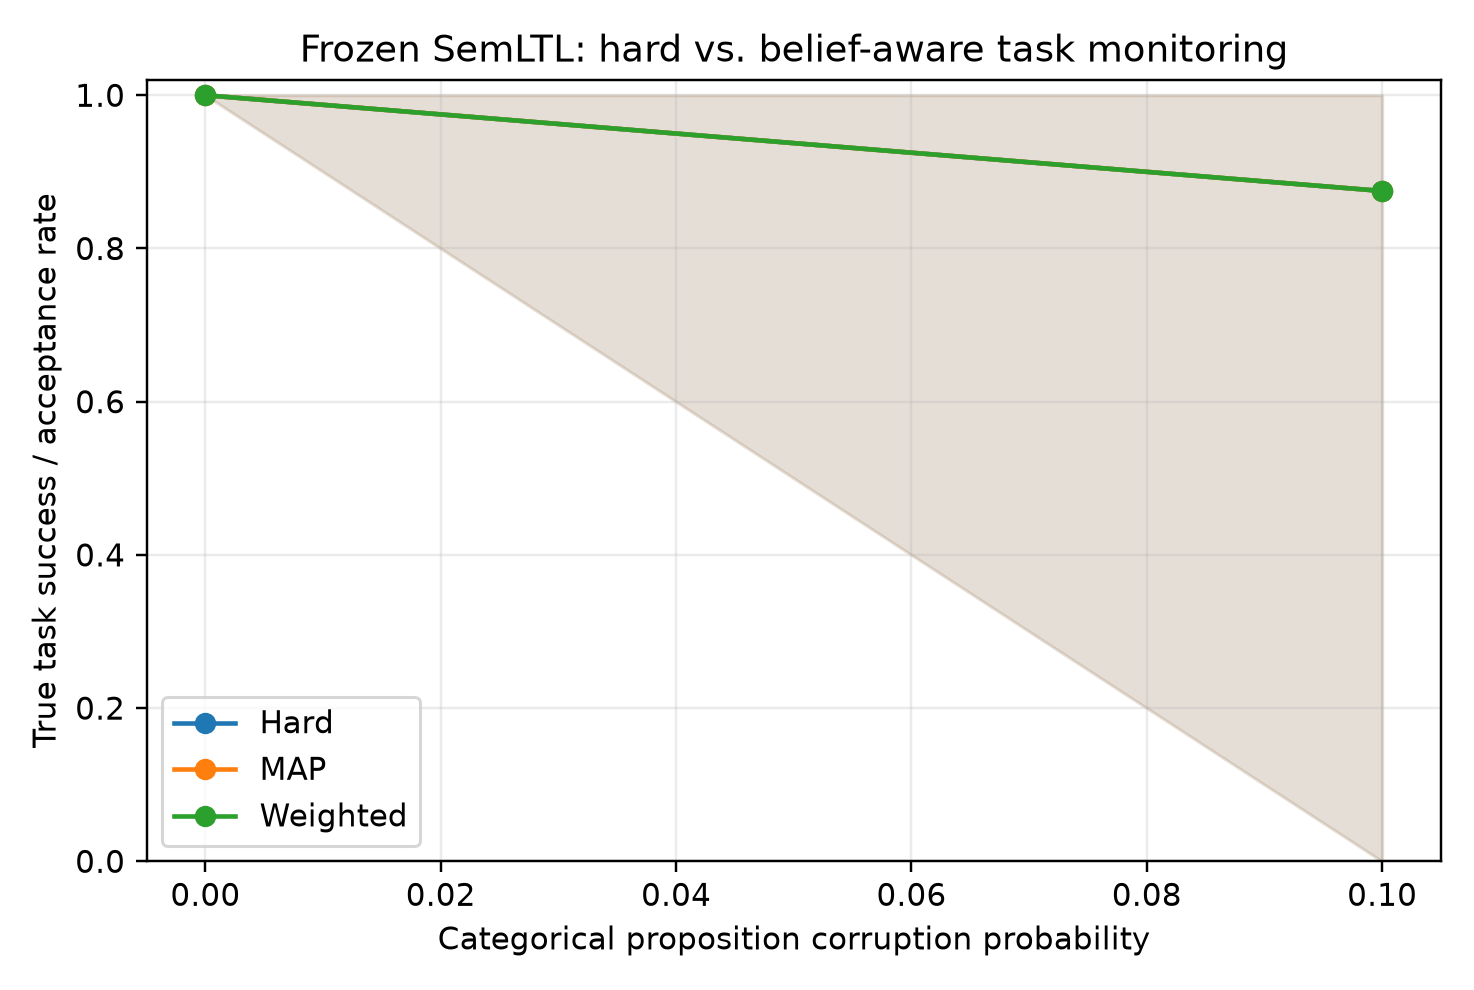 Frozen SemLTL: hard vs. belief-aware task monitoring
True task success / acceptance rate
1.0
0.8
0.6
0.4
0.2
0.0
Hard
MAP
Weighted
0.00 0.02 0.04 0.06 0.08 0.10
Categorical proposition corruption probability